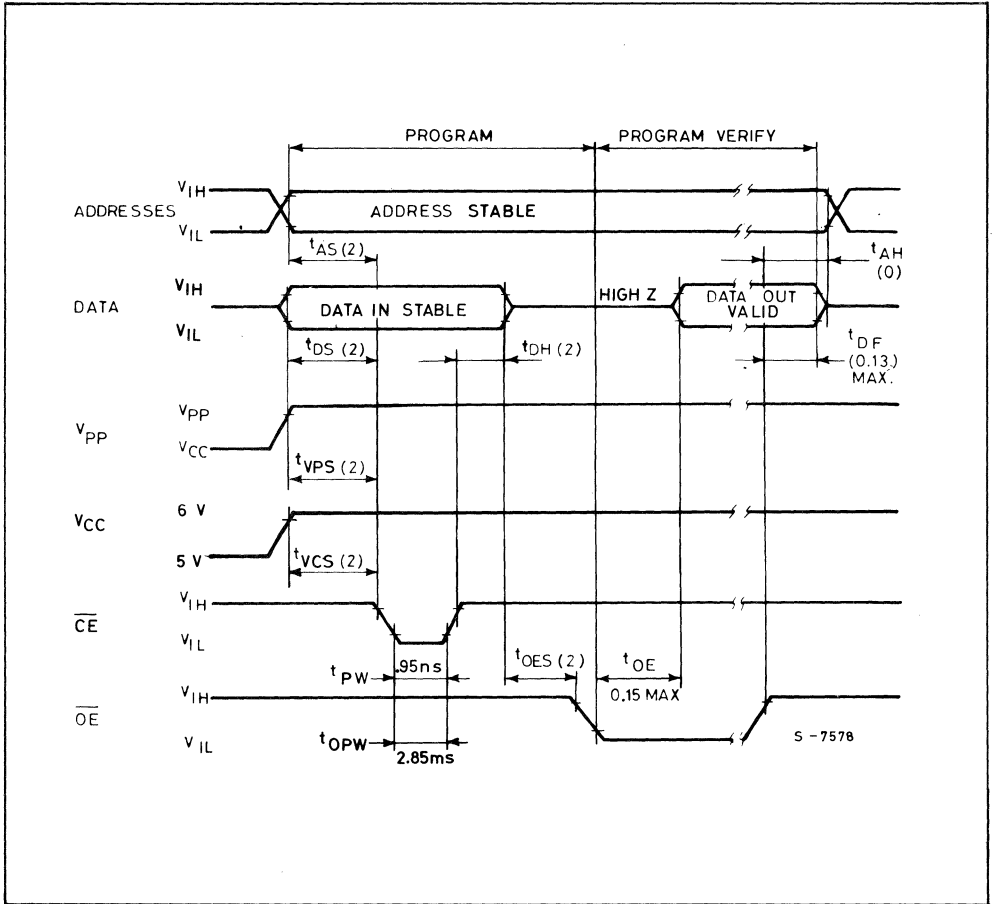 PROGRAM
PROGRAM VERIFY
ADDRESSES
VIH
VIL
ADDRESS STABLE
tAS (2)
tAH
(0)
DATA
VIH
VIL
DATA IN STABLE
HIGH Z
DATA OUT
VALID
tDS (2)
tDH (2)
tDF
(0.13)
MAX.
VPP
VPP
VCC
tVPS (2)
VCC
6 V
5 V
tVCS (2)
CE
VIH
VIL
tPW
.95ns
tOES (2)
tOE
0.15 MAX
OE
VIH
VIL
tOPW
2.85ms
S-7578